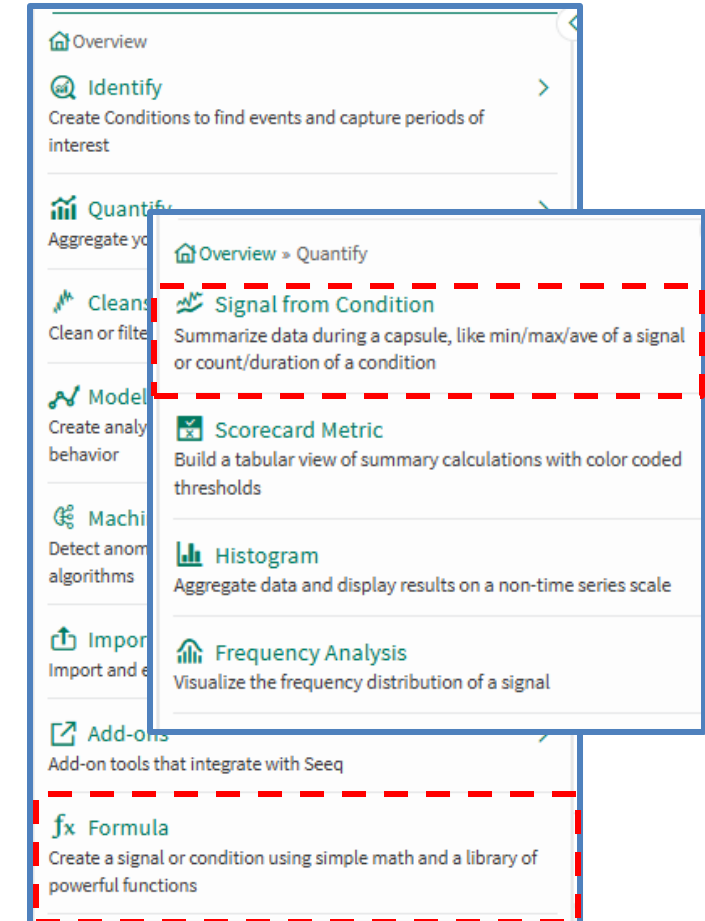 Overview
Identify
Create Conditions to find events and capture periods of
interest
Quantify
Aggregate
Clean or filte
Model
Create analy
behavior
Detect anom
algorithms
Impor
Import and e
Add-ons
Add-on tools that integrate with Seeq
fx Formula
Create a signal or condition using simple math and a library of
powerful functions
Overview » Quantify
Signal from Condition
Summarize data during a capsule, like min/max/ave of a signal
or count/duration of a condition
Scorecard Metric
Build a tabular view of summary calculations with color coded
thresholds
Histogram
Aggregate data and display results on a non-time series scale
Frequency Analysis
Visualize the frequency distribution of a signal